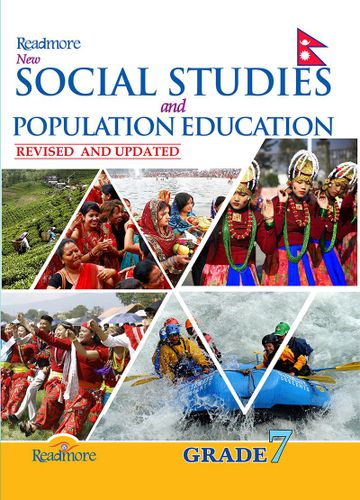 Readmore
New
SOCIAL STUDIES
and
POPULATION EDUCATION
REVISED AND UPDATED
Readmore
GRADE 7